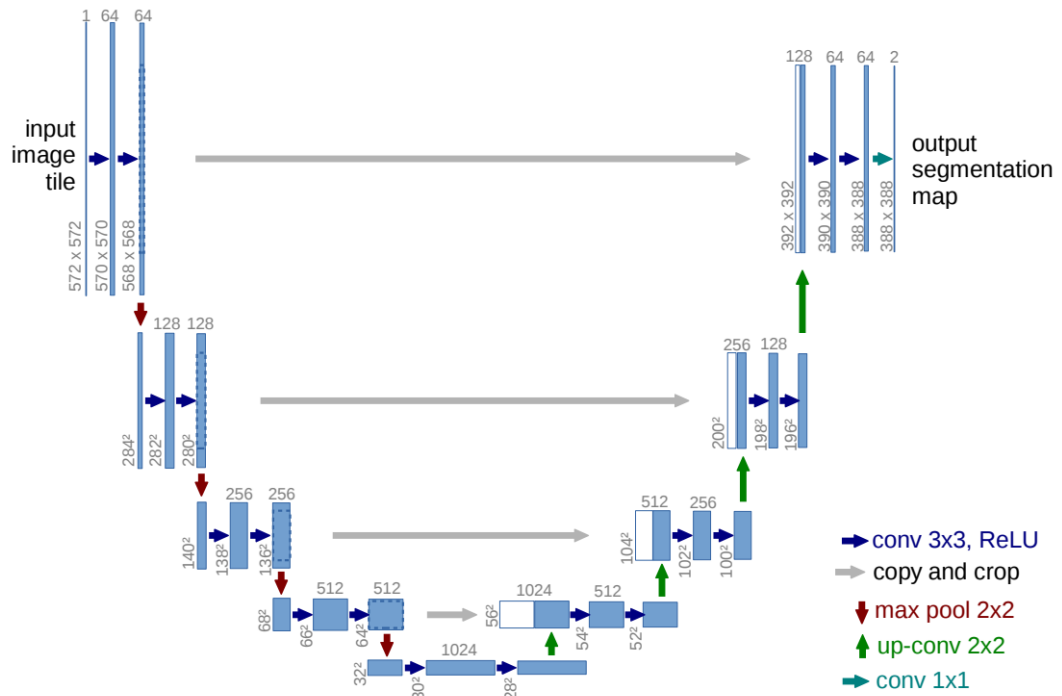 1 64 64
128 64 64 2
input
image
tile
output
segmentation
map
572 x 572
570 x 570
568 x 568
392 x 392
390 x 390
388 x 388
388 x 388
128 128
256 128
284²
282²
280²
200²
198²
196²
256 256
512 256
140²
138²
136²
104²
102²
100²
512 512
1024 512
68²
66²
64²
56²
54²
52²
1024
32²
30²
28²
conv 3x3, ReLU
copy and crop
max pool 2x2
up-conv 2x2
conv 1x1